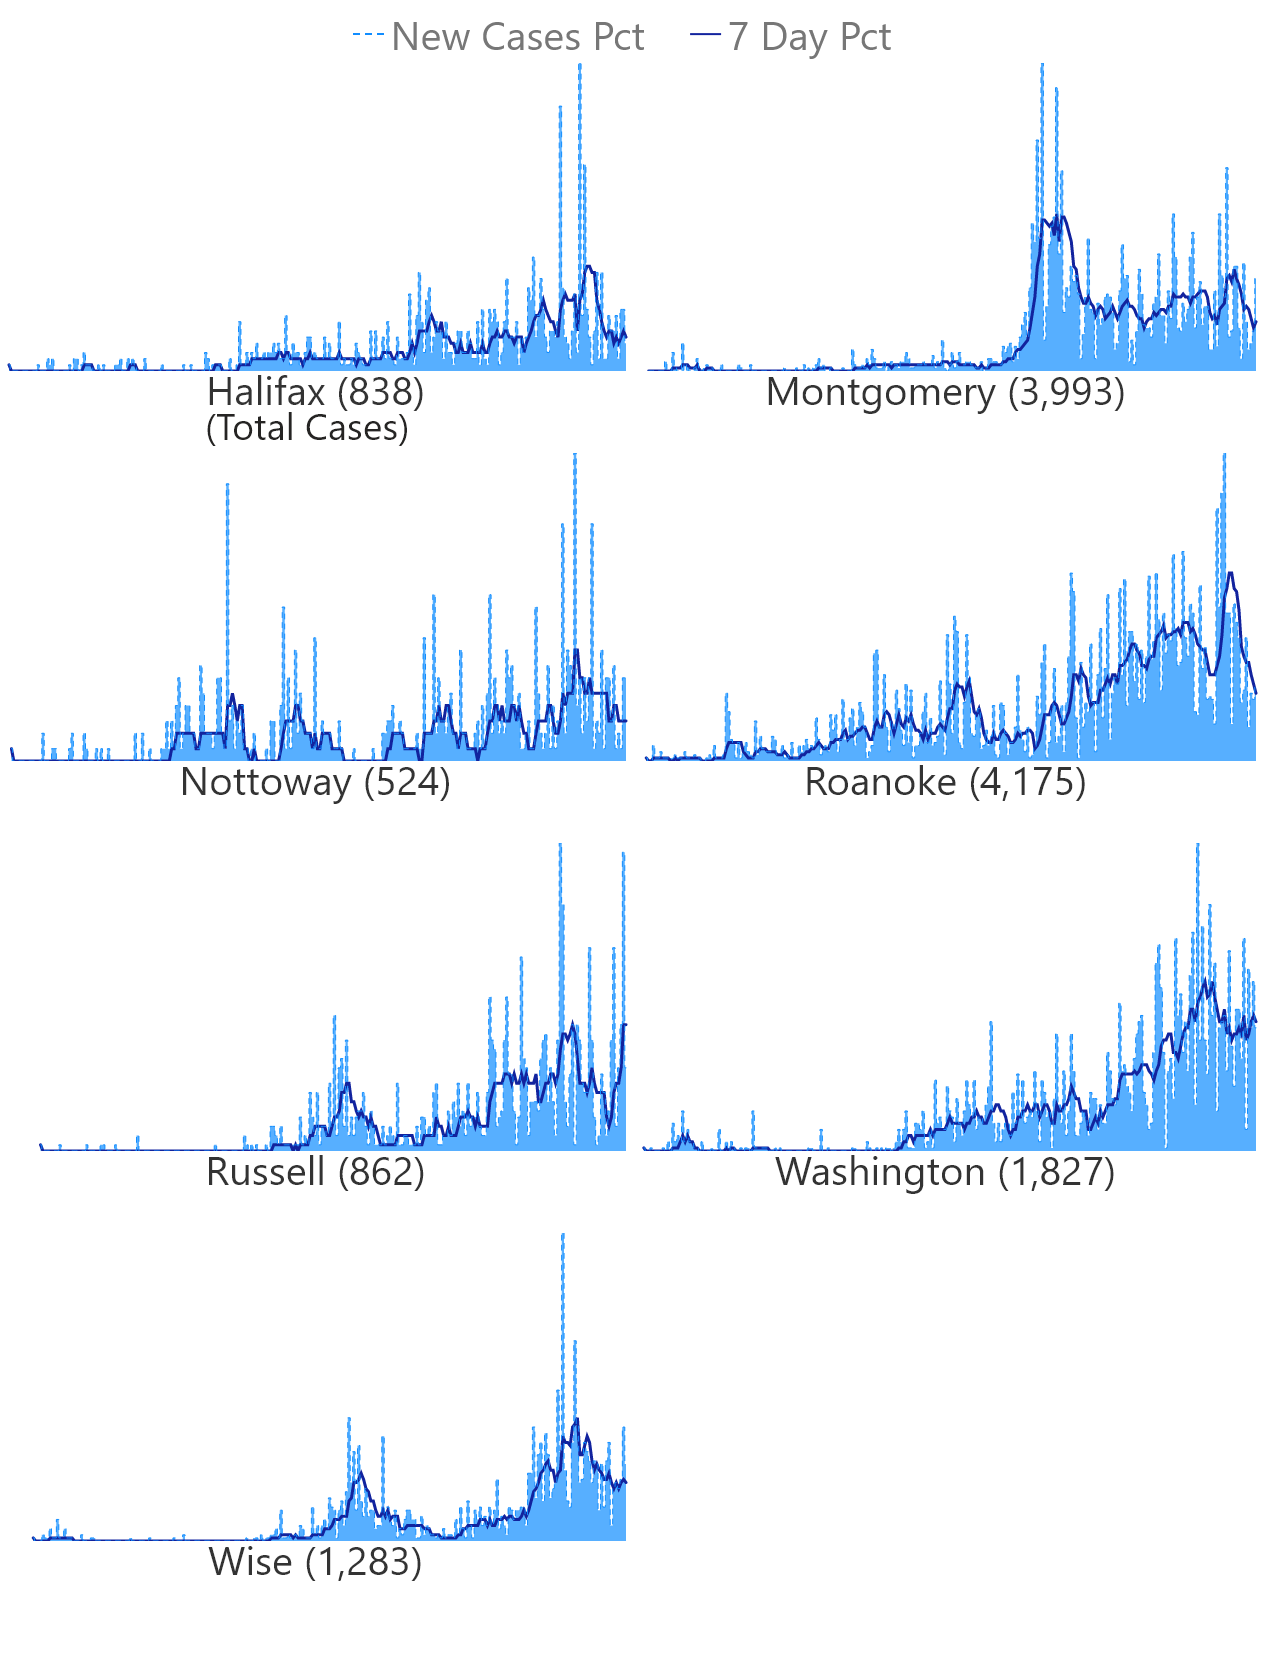 New Cases Pct 7 Day Pct
Halifax (838)
(Total Cases)
Montgomery (3,993)
Nottoway (524)
Roanoke (4,175)
Russell (862)
Washington (1,827)
Wise (1,283)